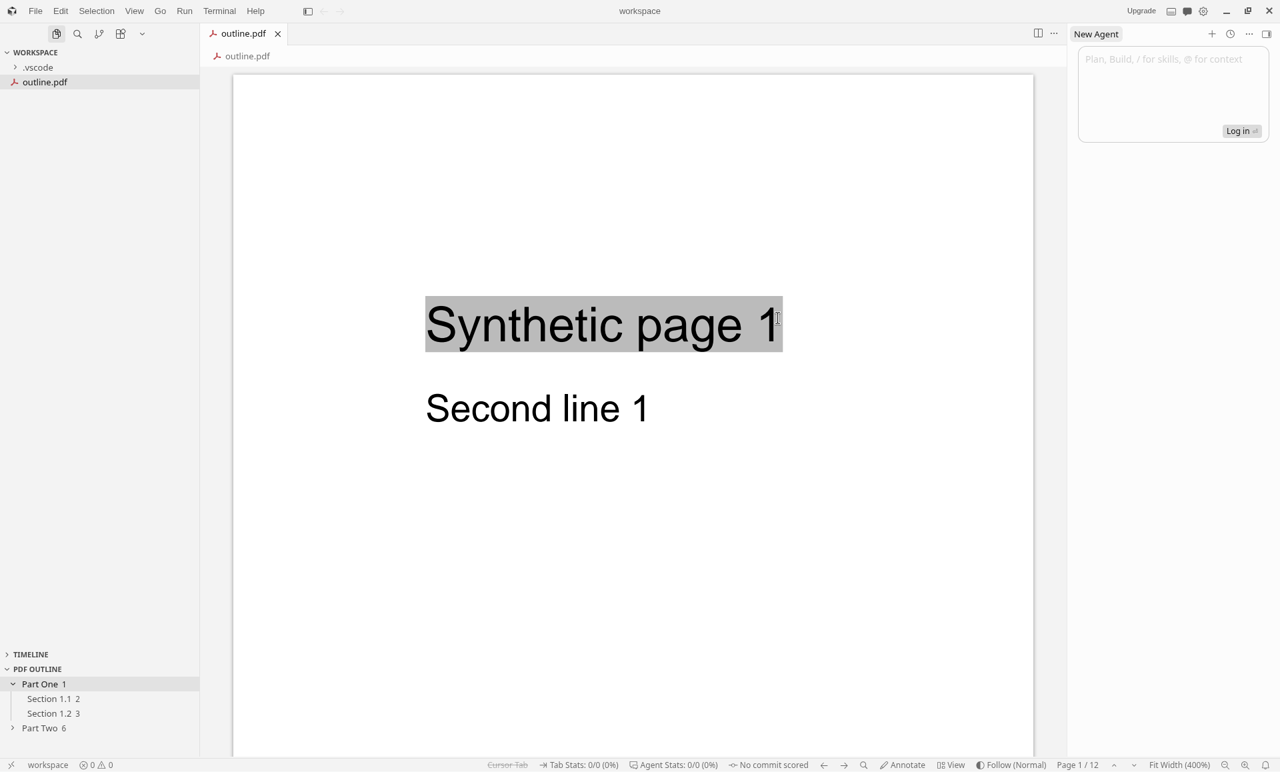 File Edit Selection View Go Run Terminal Help
workspace
Upgrade
WORKSPACE
.vscode
outline.pdf
outline.pdf
outline.pdf
Synthetic page 1
Second line 1
New Agent
Plan, Build, / for skills, @ for context
Log in ⏎
TIMELINE
PDF OUTLINE
Part One 1
Section 1.1 2
Section 1.2 3
Part Two 6
workspace 0 0 Cursor Tab Tab Stats: 0/0 (0%) Agent Stats: 0/0 (0%) No commit scored Annotate View Follow (Normal) Page 1 / 12 Fit Width (400%)